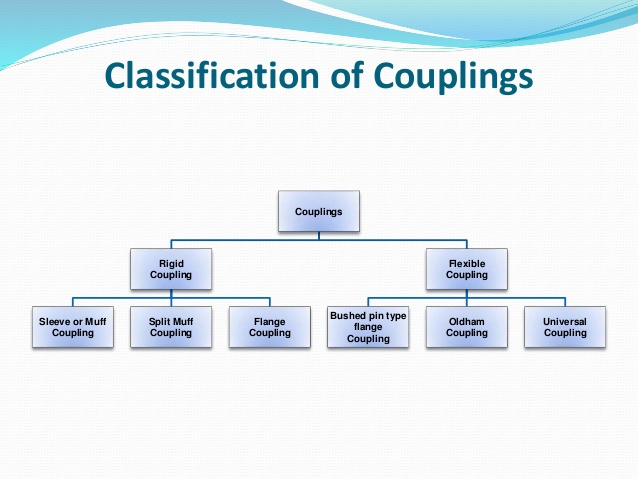 Classification of Couplings
Couplings
Rigid
Coupling
Flexible
Coupling
Sleeve or Muff
Coupling
Split Muff
Coupling
Flange
Coupling
Bushed pin type
flange
Coupling
Oldham
Coupling
Universal
Coupling